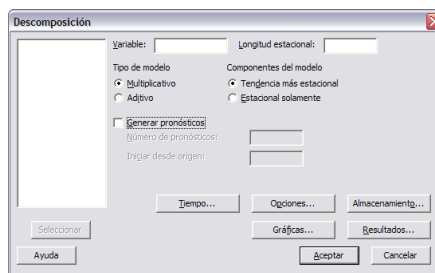 Descomposición
Variable: Longitud estacional:
Tipo de modelo Componentes del modelo
Multiplicativo Tendencia más estacional
Aditivo Estacional solamente
Generar pronósticos
Número de pronósticos:
Iniciar desde origen:
Tiempo... Opciones... Almacenamiento...
Seleccionar Gráficas... Resultados...
Ayuda Aceptar Cancelar